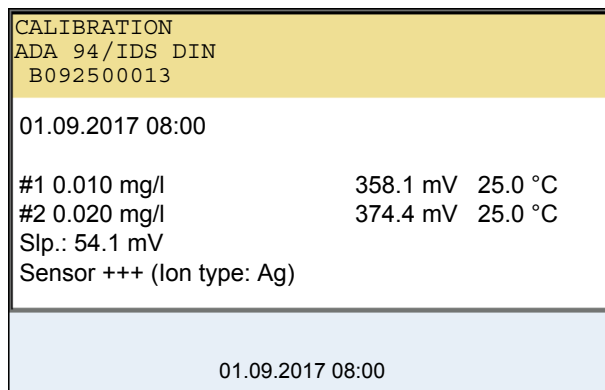 CALIBRATION
ADA 94/IDS DIN
B092500013
01.09.2017 08:00
#1 0.010 mg/l 358.1 mV 25.0 °C
#2 0.020 mg/l 374.4 mV 25.0 °C
Slp.: 54.1 mV
Sensor +++ (Ion type: Ag)
01.09.2017 08:00